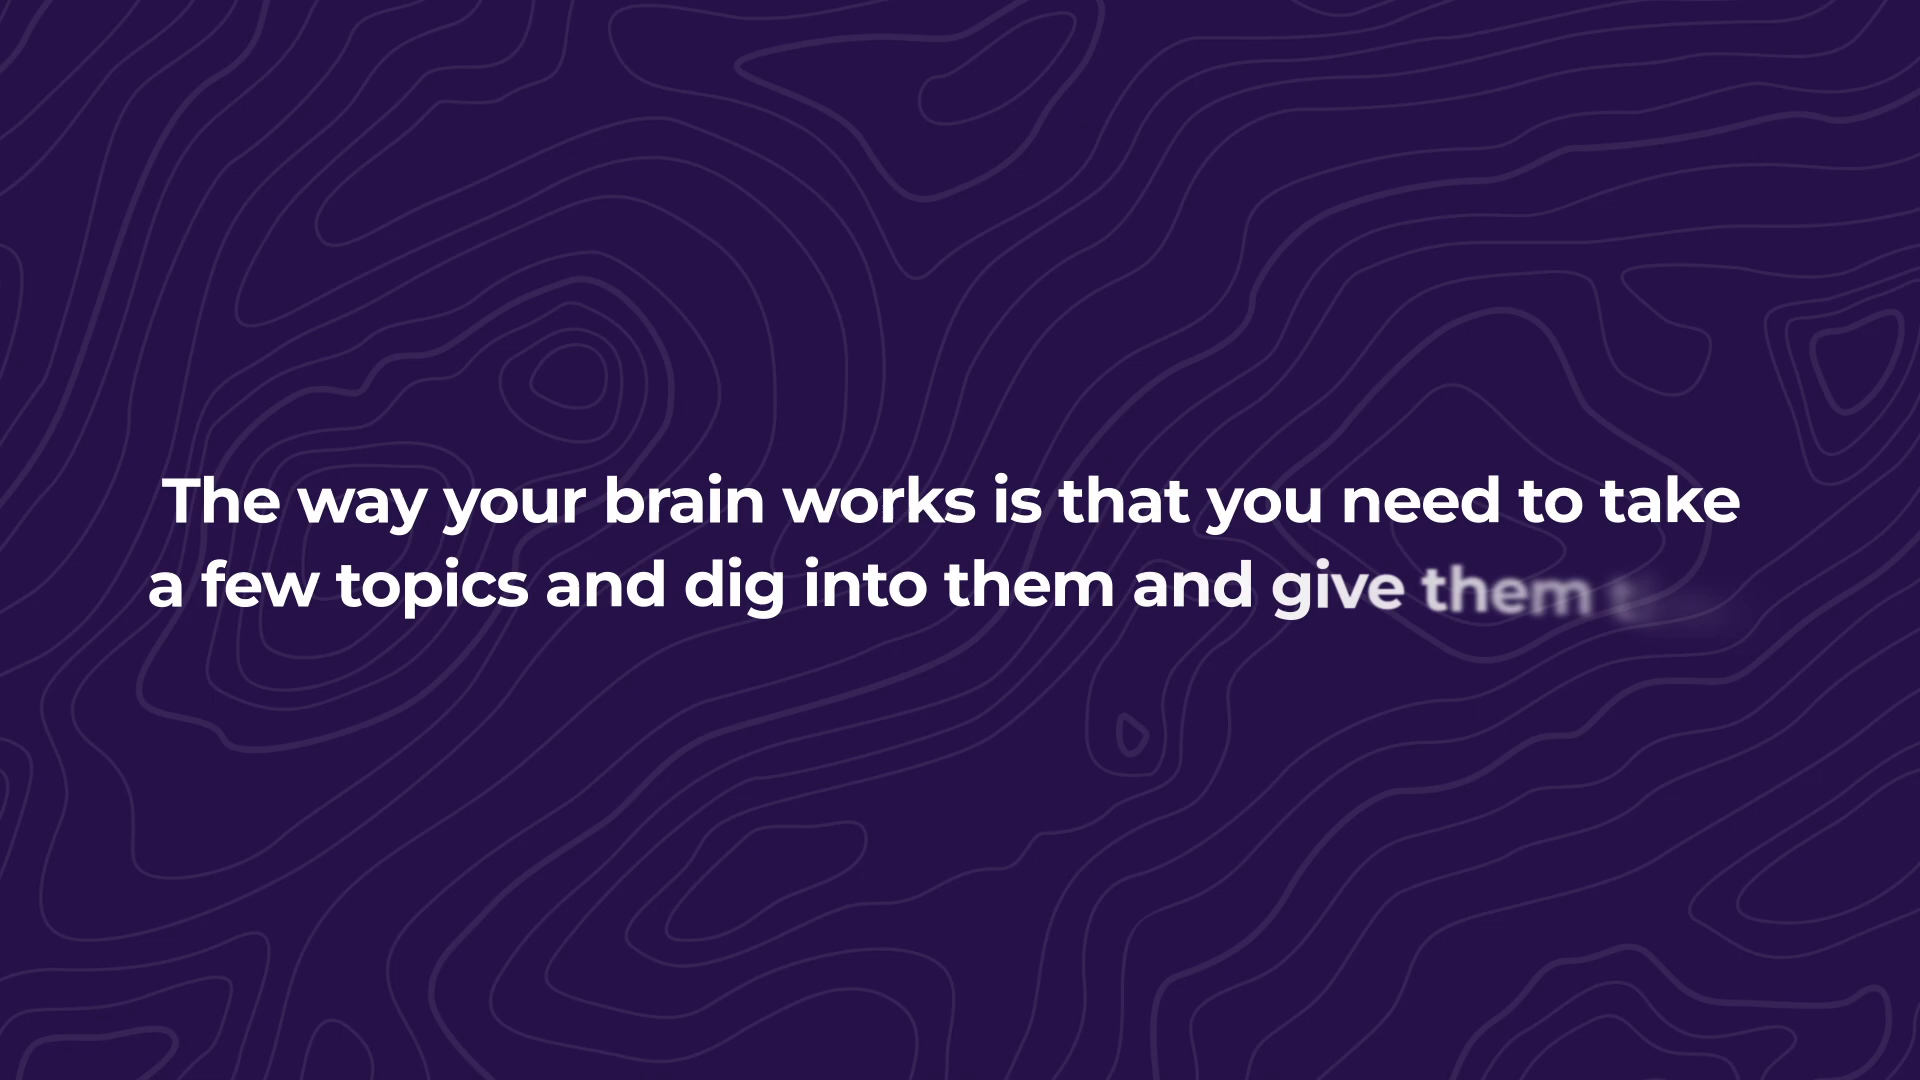 The way your brain works is that you need to take
a few topics and dig into them and give them